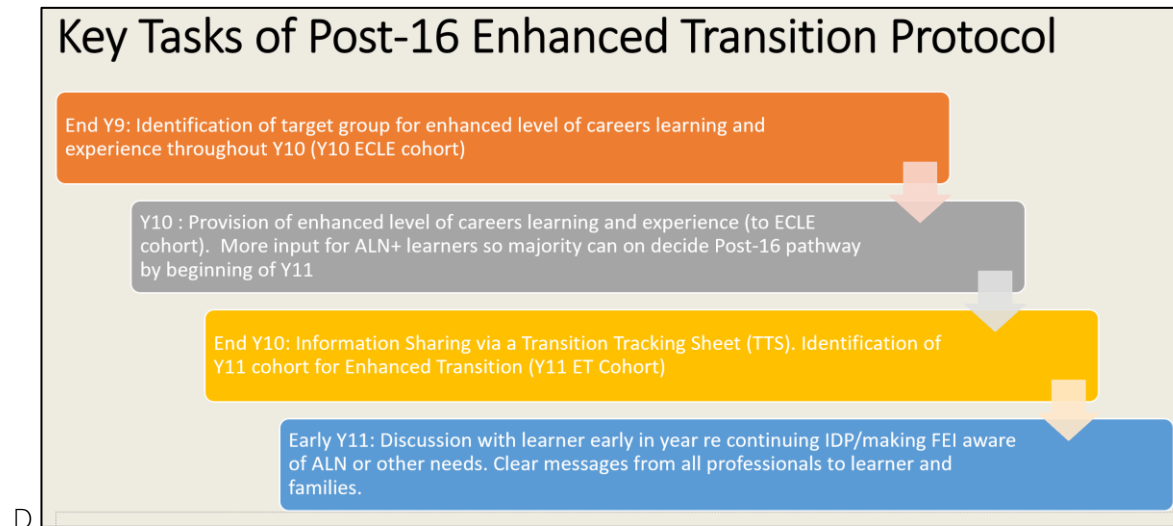 Key Tasks of Post-16 Enhanced Transition Protocol
End Y9: Identification of target group for enhanced level of careers learning and
experience throughout Y10 (Y10 ECLE cohort)
Y10 : Provision of enhanced level of careers learning and experience (to ECLE
cohort).  More input for ALN+ learners so majority can on decide Post-16 pathway
by beginning of Y11
End Y10: Information Sharing via a Transition Tracking Sheet (TTS). Identification of
Y11 cohort for Enhanced Transition (Y11 ET Cohort)
Early Y11: Discussion with learner early in year re continuing IDP/making FEI aware
of ALN or other needs. Clear messages from all professionals to learner and
families.
D